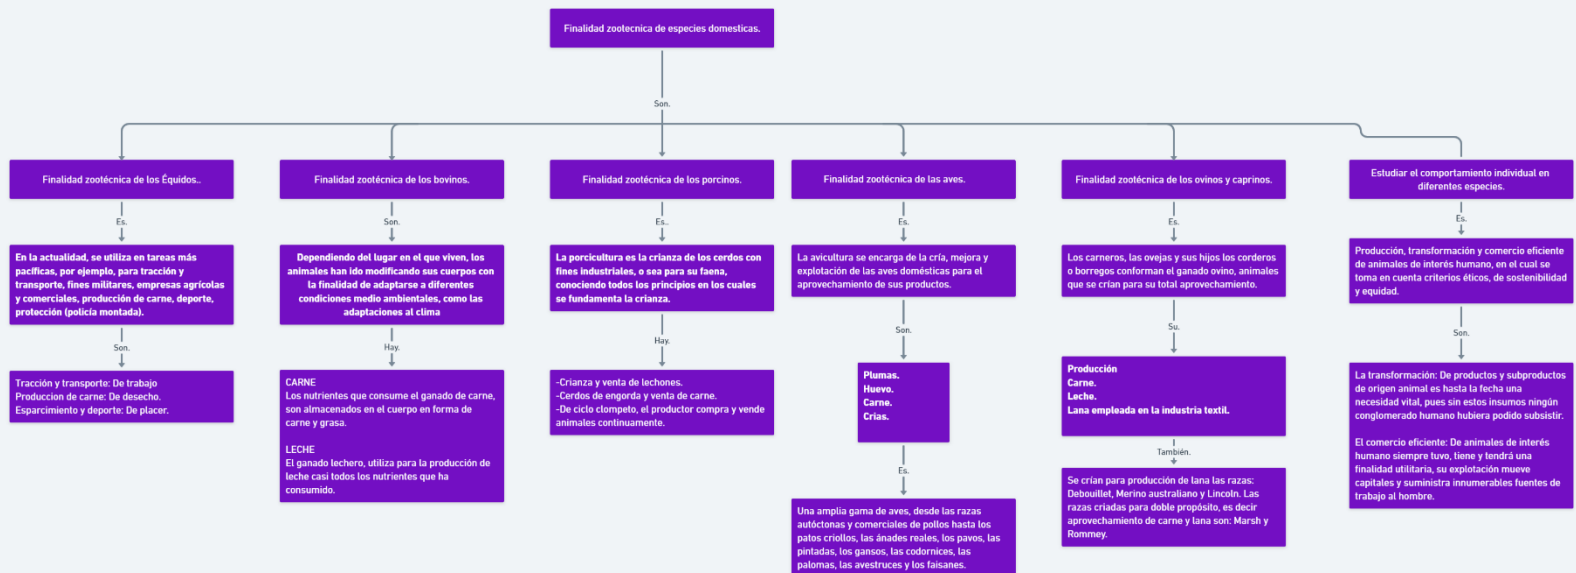 Finalidad zootecnica de especies domesticas.
Son.
Finalidad zootécnica de los Équidos..
Es.
En la actualidad, se utiliza en tareas más
pacíficas, por ejemplo, para tracción y
transporte, fines militares, empresas agrícolas
y comerciales, producción de carne, deporte,
protección (policía montada).
Son.
Tracción y transporte: De trabajo
Produccion de carne: De desecho.
Esparcimiento y deporte: De placer.
Finalidad zootécnica de los bovinos.
Son.
Dependiendo del lugar en el que viven, los
animales han ido modificando sus cuerpos con
la finalidad de adaptarse a diferentes
condiciones medio ambientales, como las
adaptaciones al clima
Hay.
CARNE
Los nutrientes que consume el ganado de carne,
son almacenados en el cuerpo en forma de
carne y grasa.
LECHE
El ganado lechero, utiliza para la producción de
leche casi todos los nutrientes que ha
consumido.
Finalidad zootécnica de los porcinos.
Es..
La porcicultura es la crianza de los cerdos con
fines industriales, o sea para su faena,
conociendo todos los principios en los cuales
se fundamenta la crianza.
Hay.
-Crianza y venta de lechones.
-Cerdos de engorda y venta de carne.
-De ciclo clompeto, el productor compra y vende
animales continuamente.
Finalidad zootécnica de las aves.
Es.
La avicultura se encarga de la cría, mejora y
explotación de las aves domésticas para el
aprovechamiento de sus productos.
Son.
Plumas.
Huevo.
Carne.
Crias.
Es.
Una amplia gama de aves, desde las razas
autóctonas y comerciales de pollos hasta los
patos criollos, las ánades reales, los pavos, las
pintadas, los gansos, las codornices, las
palomas, las avestruces y los faisanes.
Finalidad zootécnica de los ovinos y caprinos.
Es.
Los carneros, las ovejas y sus hijos los corderos
o borregos conforman el ganado ovino, animales
que se crían para su total aprovechamiento.
Su.
Producción
Carne.
Leche.
Lana empleada en la industria textil.
También.
Se crían para producción de lana las razas:
Debouillet, Merino australiano y Lincoln. Las
razas criadas para doble propósito, es decir
aprovechamiento de carne y lana son: Marsh y
Rommey.
Estudiar el comportamiento individual en
diferentes especies.
Es.
Producción, transformación y comercio eficiente
de animales de interés humano, en el cual se
toma en cuenta criterios éticos, de sostenibilidad
y equidad.
Son.
La transformación: De productos y subproductos
de origen animal es hasta la fecha una
necesidad vital, pues sin estos insumos ningún
conglomerado humano hubiera podido subsistir.
El comercio eficiente: De animales de interés
humano siempre tuvo, tiene y tendrá una
finalidad utilitaria, su explotación mueve
capitales y suministra innumerables fuentes de
trabajo al hombre.